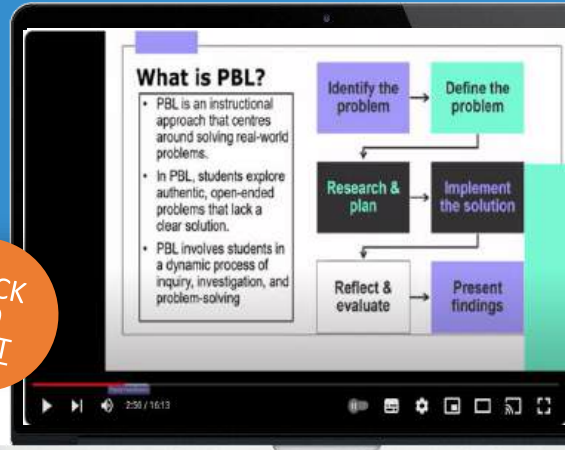 What is PBL?
• PBL is an instructional
approach that centres
around solving real-world
problems.
• In PBL, students explore
authentic, open-ended
problems that lack a
clear solution.
• PBL involves students in
a dynamic process of
inquiry, investigation, and
problem-solving
Identify the
problem
Define the
problem
Research &
plan
Implement
the solution
Reflect &
evaluate
Present
findings
2:56 / 16:13